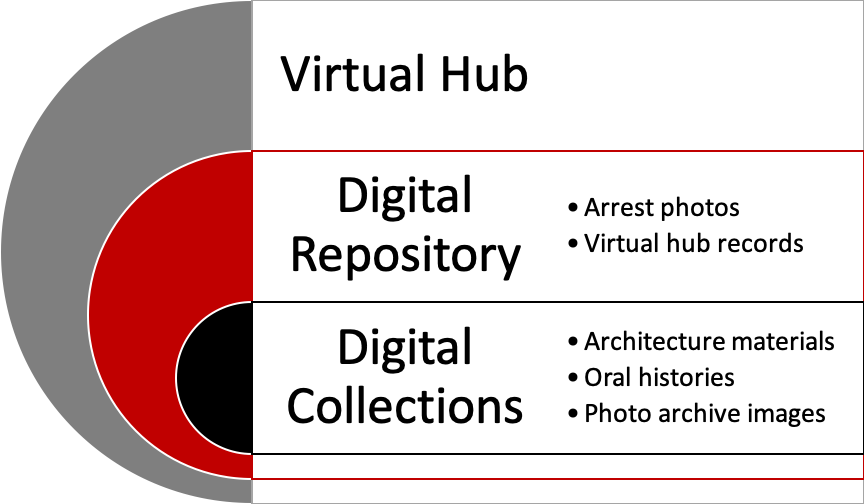 Virtual Hub
Digital
Repository
• Arrest photos
• Virtual hub records
Digital
Collections
• Architecture materials
• Oral histories
• Photo archive images